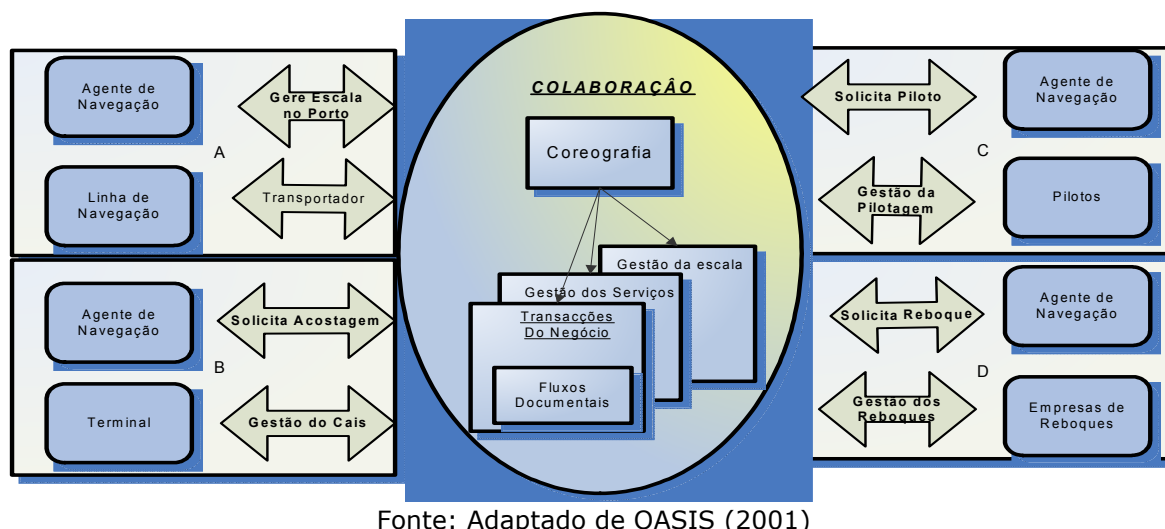 Agente de
Navegação
Gere Escala
no Porto
A
Linha de
Navegação
Transportador
Agente de
Navegação
Solicita Acostagem
B
Terminal
Gestão do Cais
COLABORAÇÂO
Coreografia
Gestão da escala
Gestão dos Serviços
Transacções
Do Negócio
Fluxos
Documentais
Solicita Piloto
Agente de
Navegação
C
Gestão da
Pilotagem
Pilotos
Solicita Reboque
Agente de
Navegação
D
Gestão dos
Reboques
Empresas de
Reboques
Fonte: Adaptado de OASIS (2001)